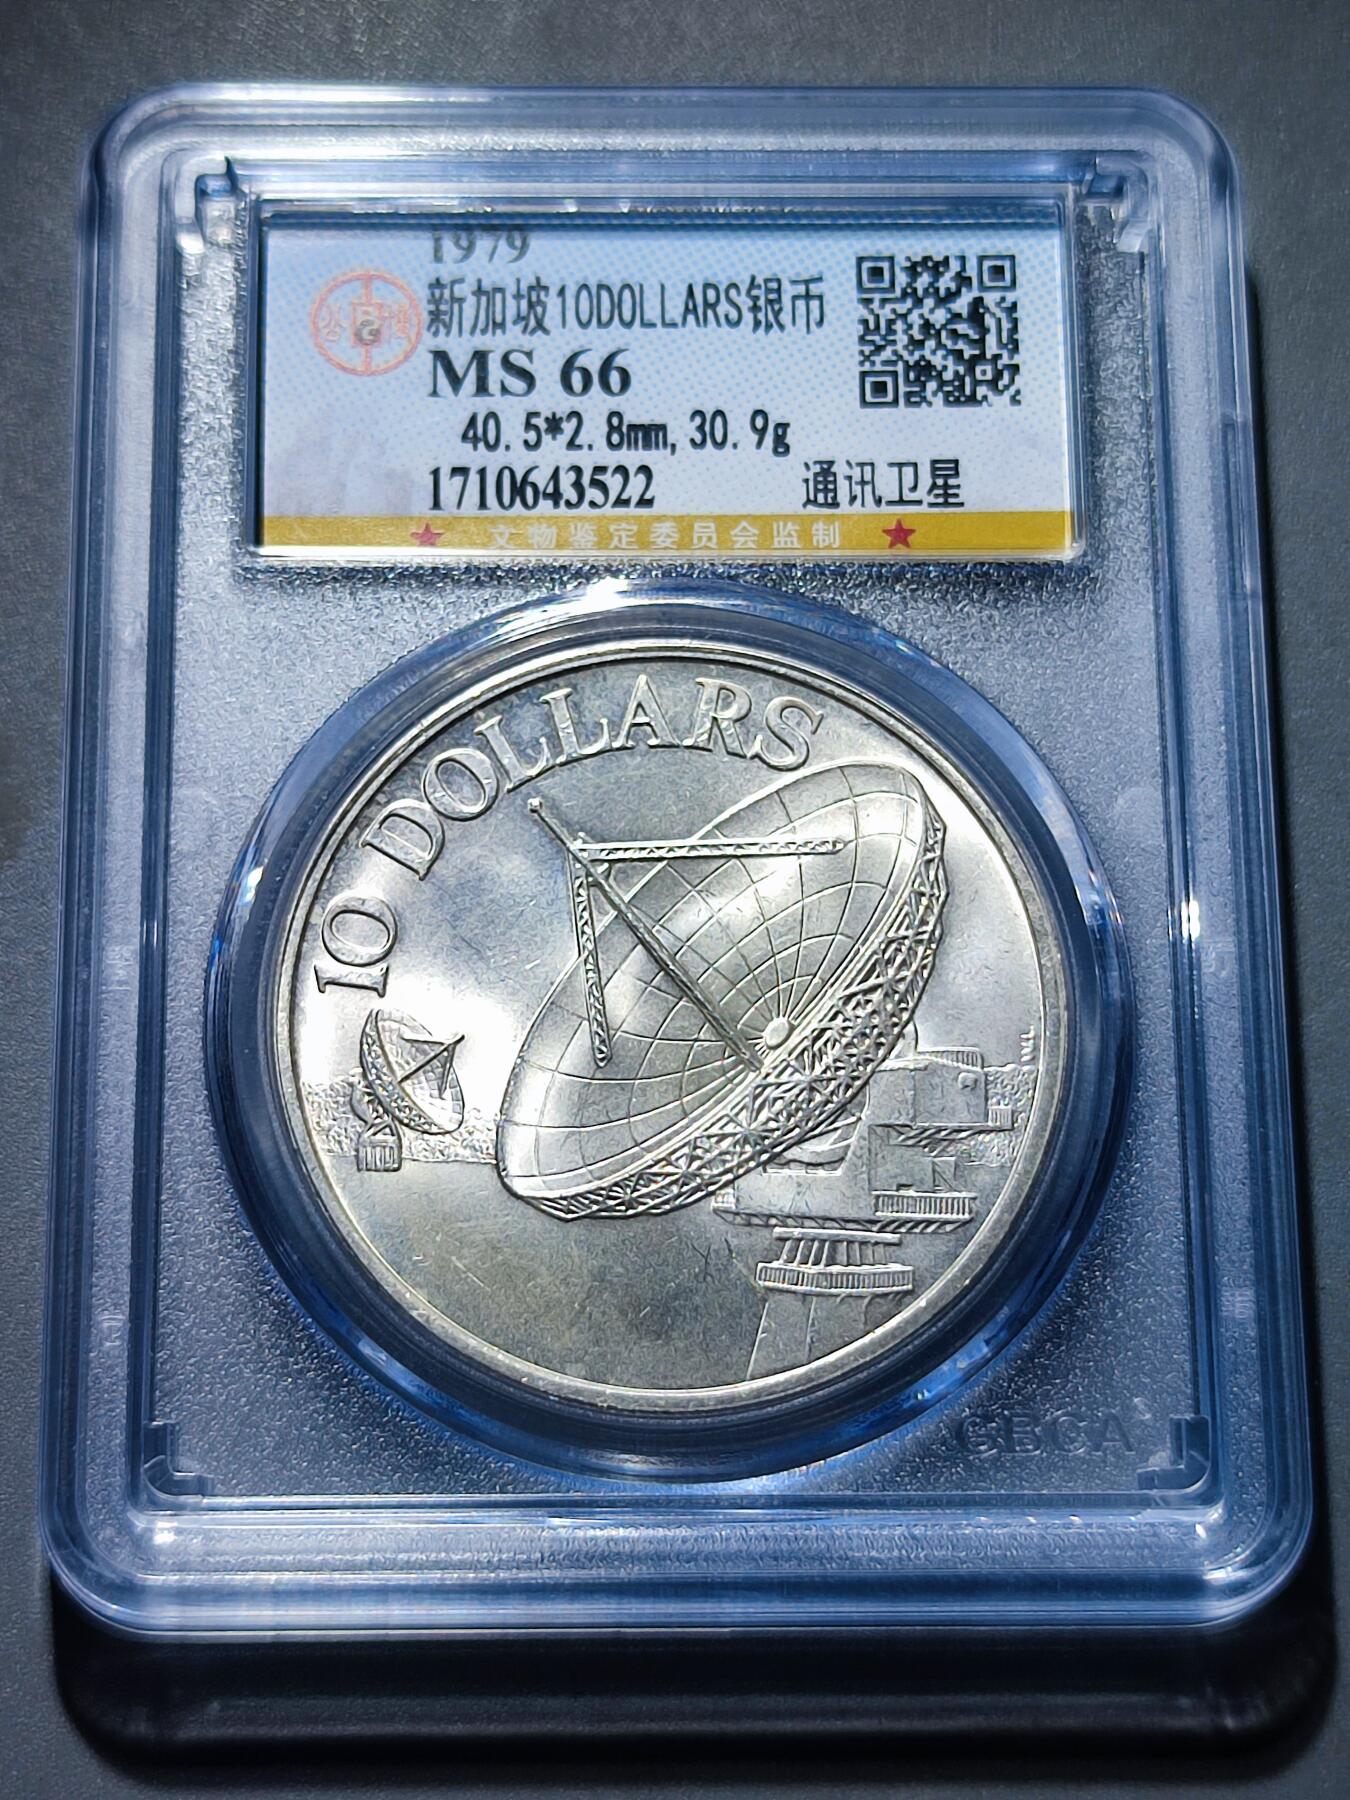 1979
新加坡10DOLLARS银币
MS 66
40.5*2.8mm,30.9g
1710643522 通讯卫星
★ 文物鉴定委员会监制 ★
公 G 博
10 DOLLARS
GBCA